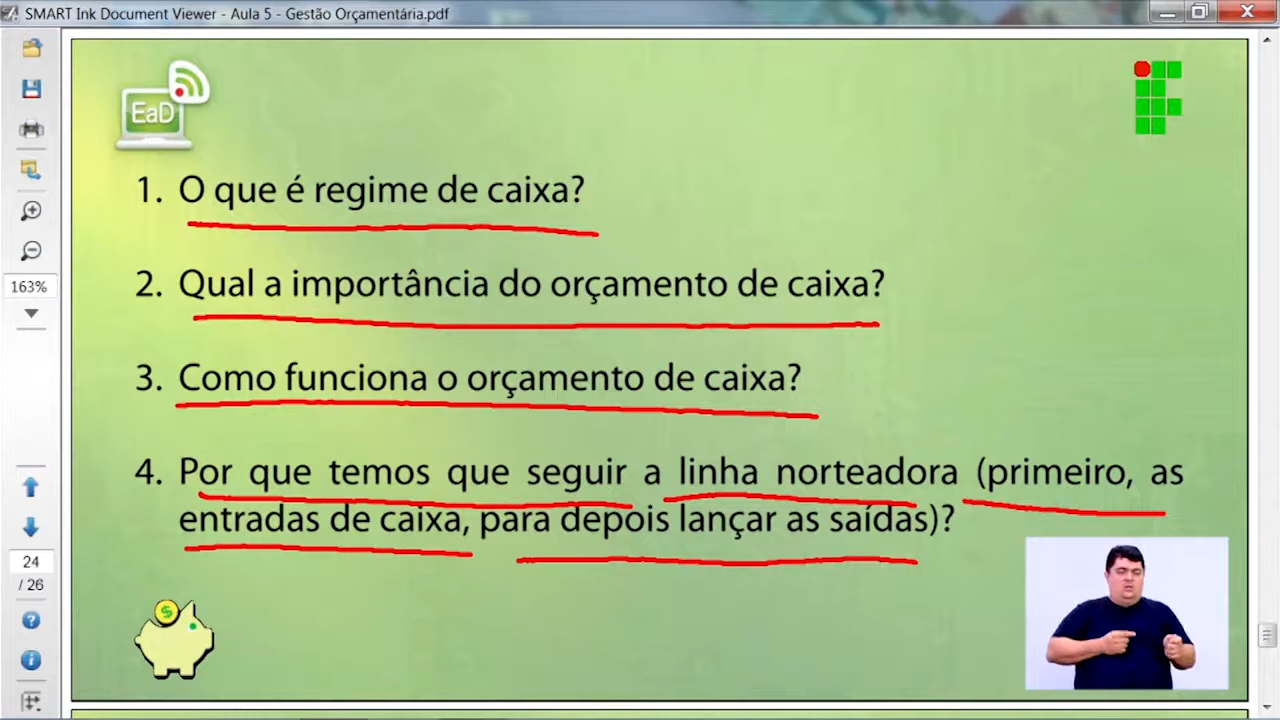 SMART Ink Document Viewer - Aula 5 - Gestão Orçamentária.pdf
EaD
1. O que é regime de caixa?
2. Qual a importância do orçamento de caixa?
163%
3. Como funciona o orçamento de caixa?
4. Por que temos que seguir a linha norteadora (primeiro, as
entradas de caixa, para depois lançar as saídas)?
24
/ 26
$